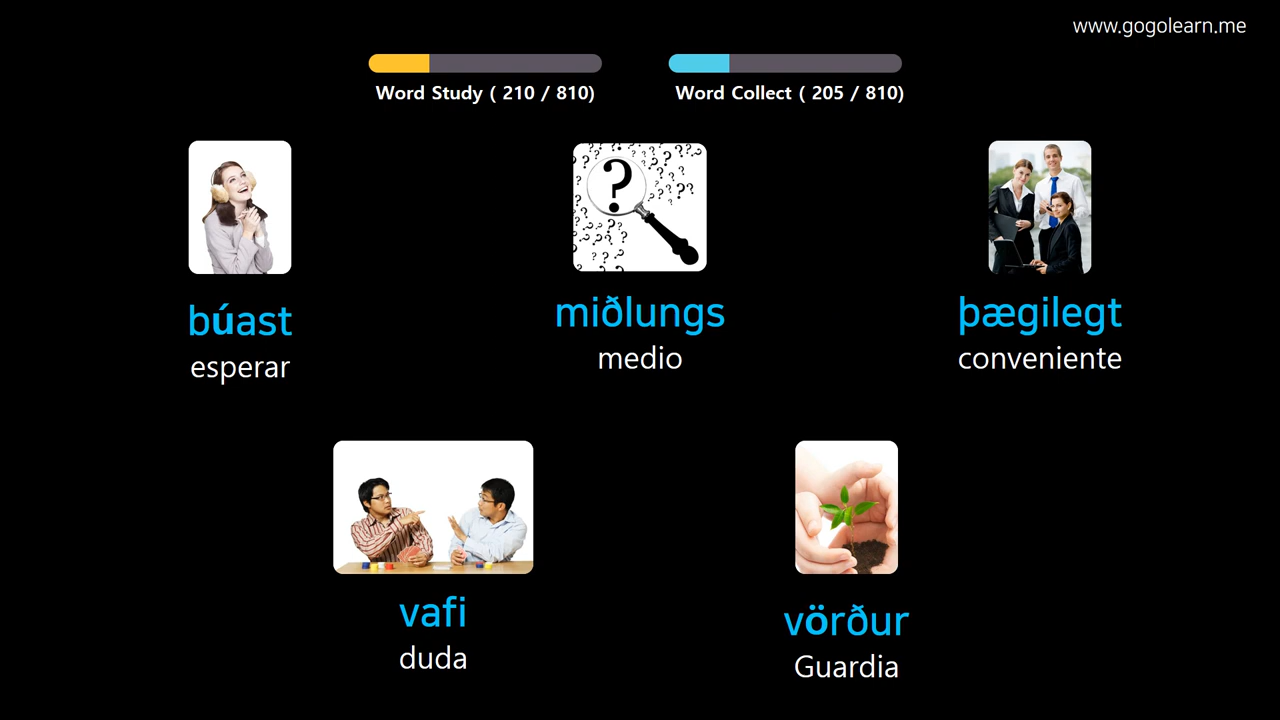 www.gogolearn.me
Word Study ( 210 / 810)
Word Collect ( 205 / 810)
búast
esperar
miðlungs
medio
þægilegt
conveniente
vafi
duda
vörður
Guardia